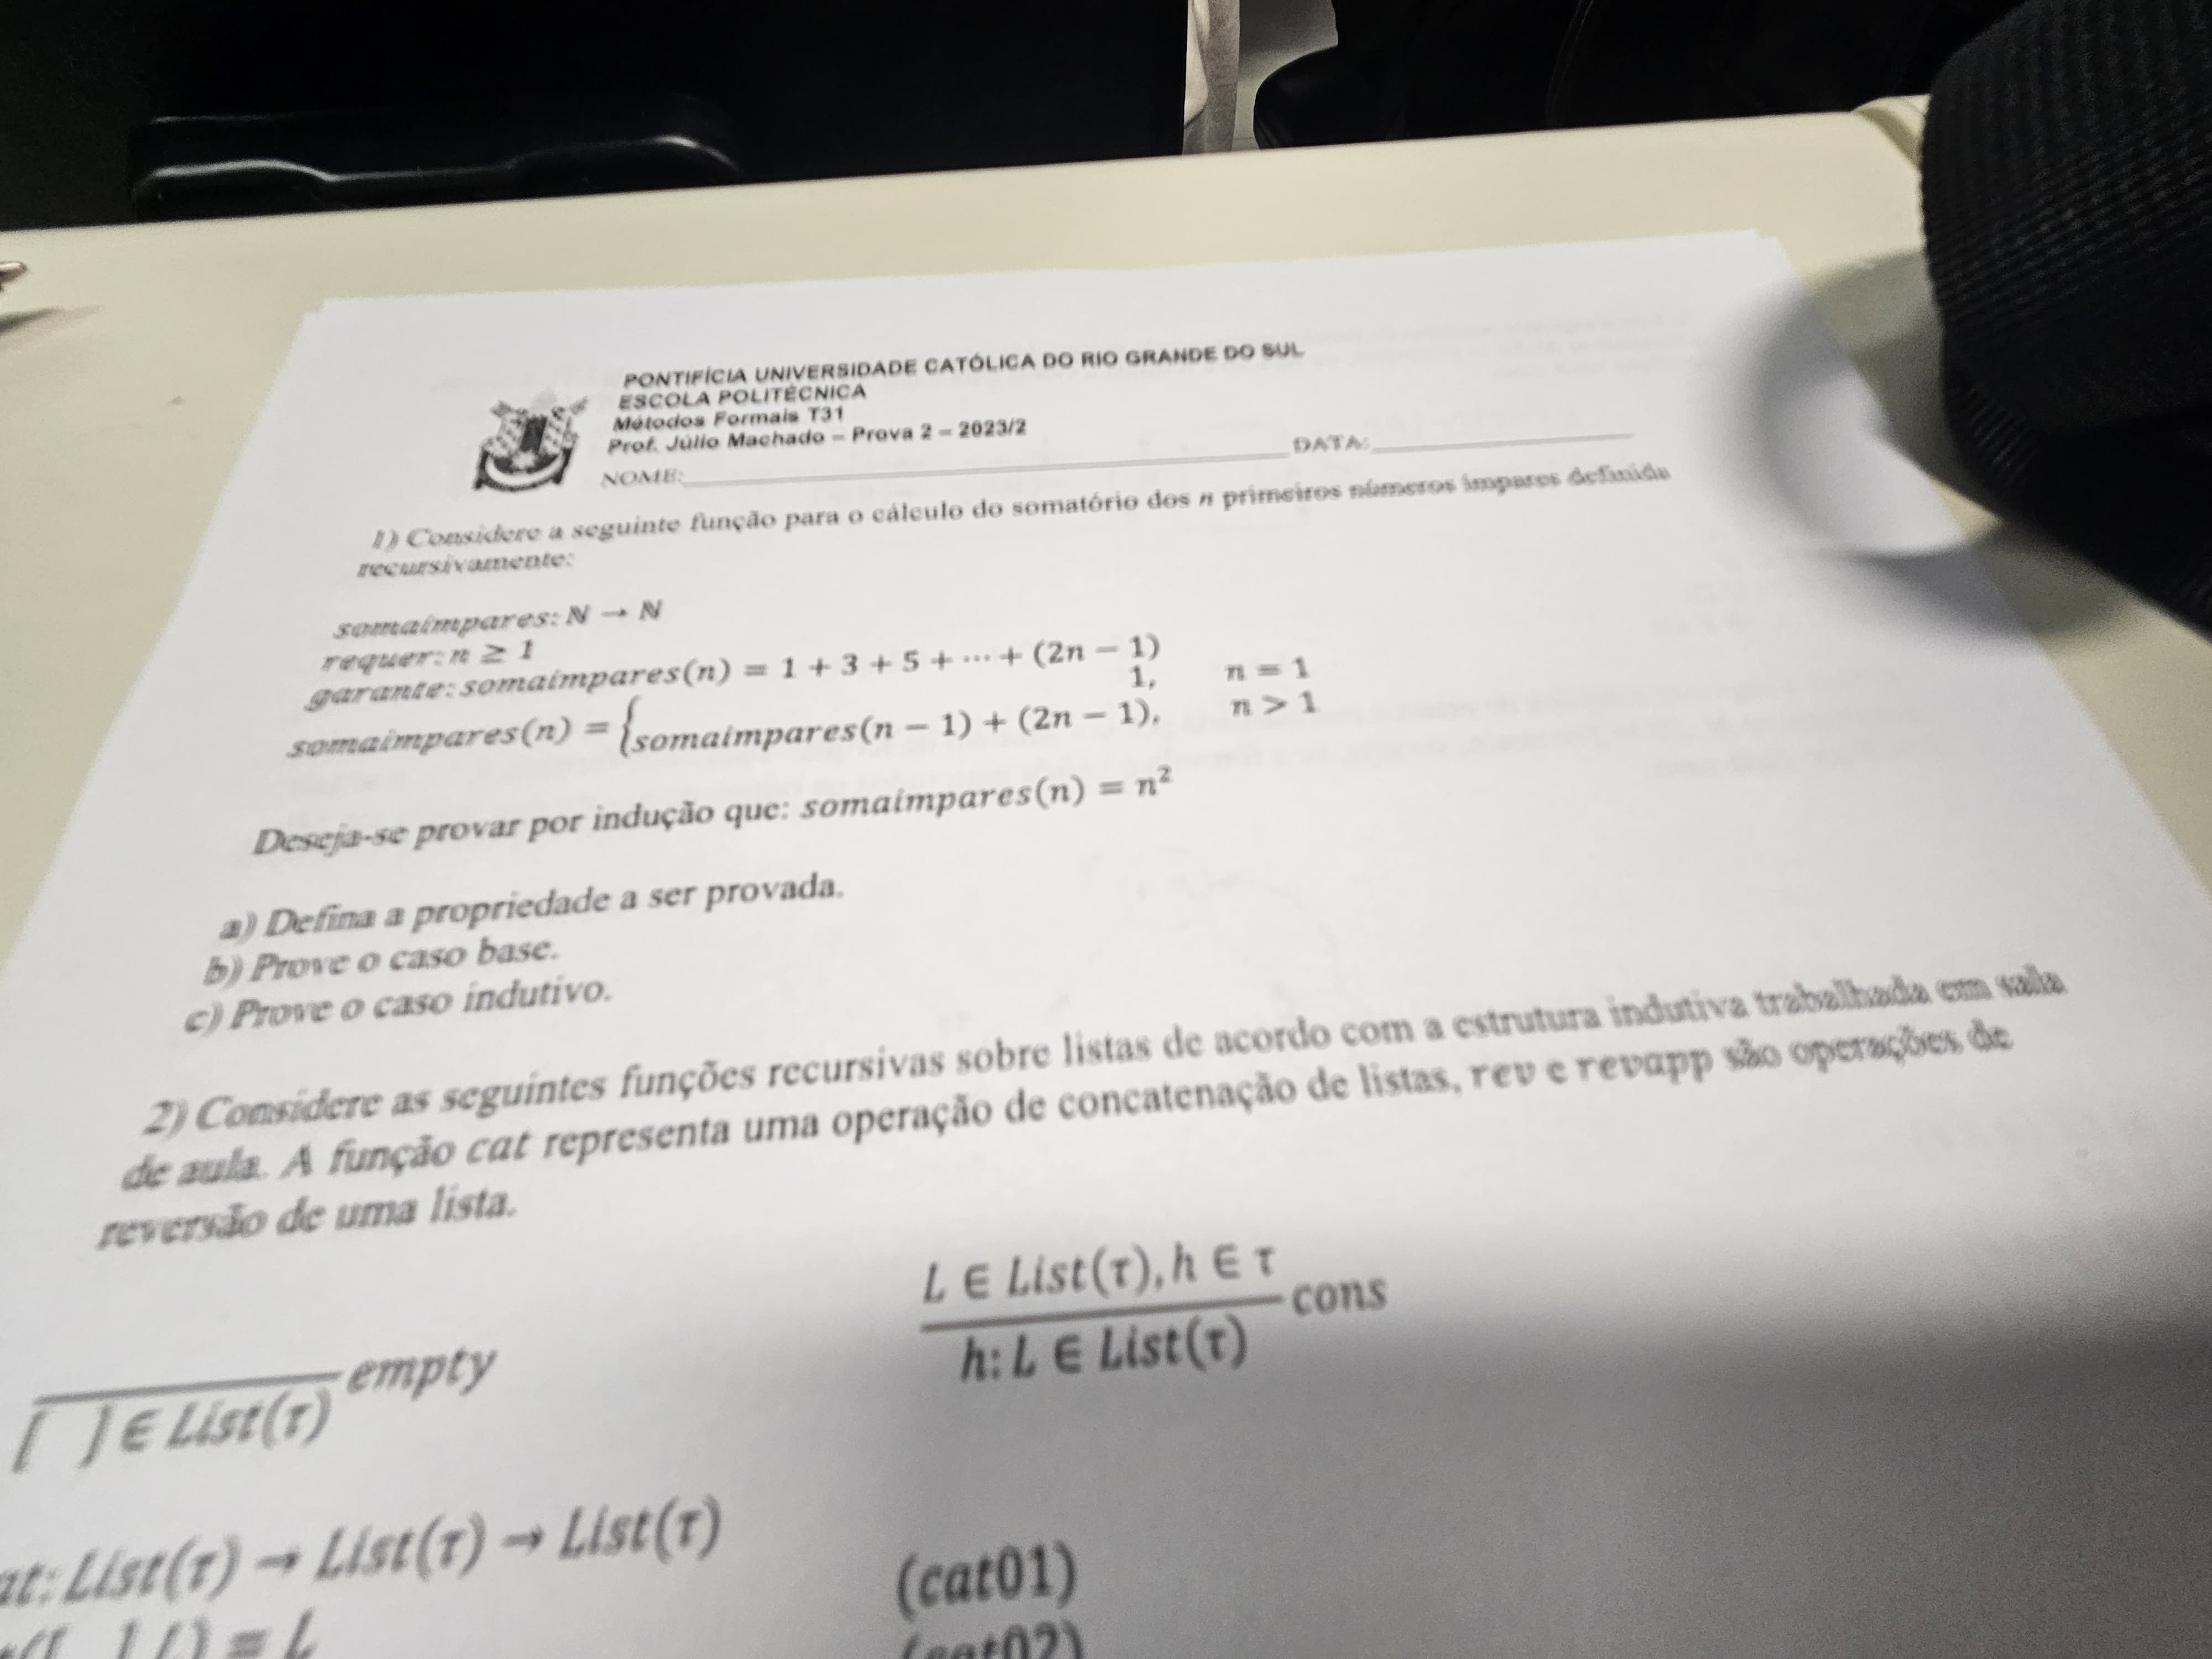 PONTIFÍCIA UNIVERSIDADE CATÓLICA DO RIO GRANDE DO SUL
ESCOLA POLITÉCNICA
Métodos Formais T31
Prof. Júlio Machado – Prova 2 – 2023/2
NOME:____ DATA:____
1) Considere a seguinte função para o cálculo do somatório dos n primeiros números ímpares definida
recursivamente:
somaimpares: ℕ → ℕ
requer: n ≥ 1
garante: somaimpares(n) = 1 + 3 + 5 + ⋯ + (2n − 1)
1, n = 1
somaimpares(n) = {somaimpares(n − 1) + (2n − 1), n > 1
Deseja-se provar por indução que: somaimpares(n) = n²
a) Defina a propriedade a ser provada.
b) Prove o caso base.
c) Prove o caso indutivo.
2) Considere as seguintes funções recursivas sobre listas de acordo com a estrutura indutiva trabalhada em sala
de aula. A função cat representa uma operação de concatenação de listas, rev e revapp são operações de
reversão de uma lista.
L ∈ List(τ), h ∈ τ
cons
h: L ∈ List(τ)
empty
[ ] ∈ List(τ)
at: List(τ) → List(τ) → List(τ)
(cat01)
[ ], L) = L
(cat02)